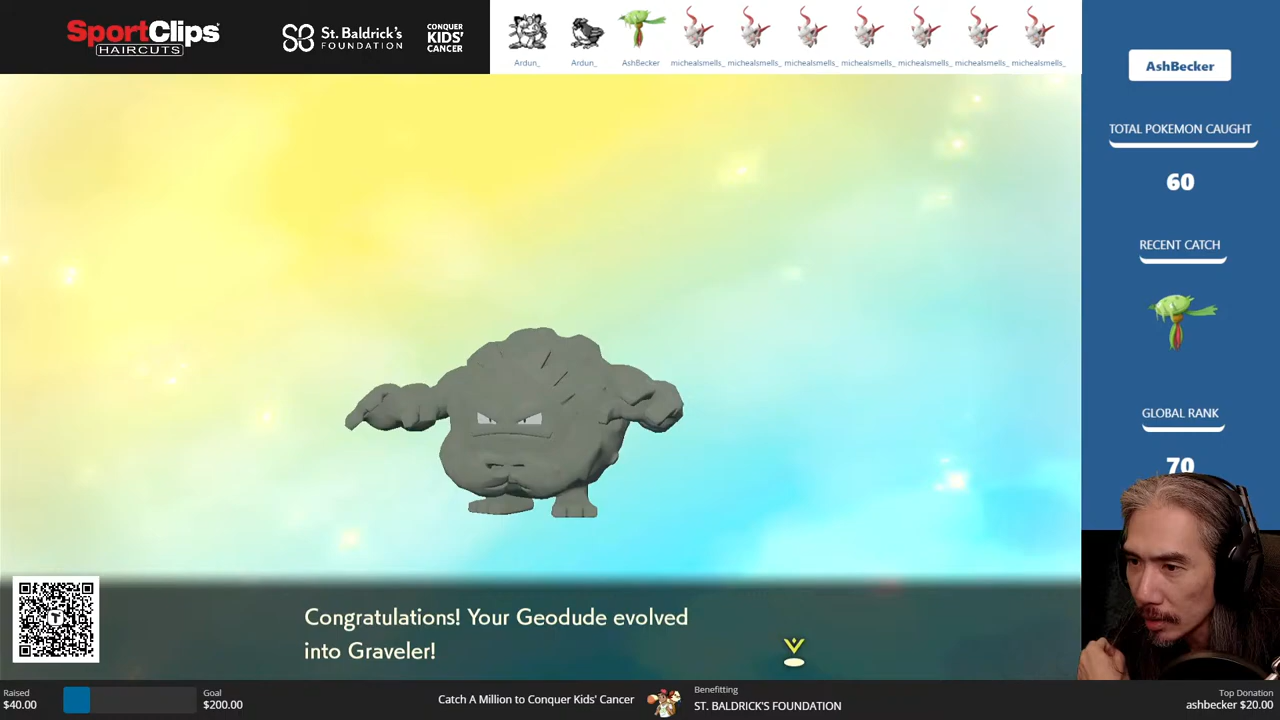 SportClips
HAIRCUTS
St. Baldrick's
FOUNDATION
CONQUER
KIDS'
CANCER
Ardun_
Ardun_
AshBecker
michealsmells_
michealsmells_
michealsmells_
michealsmells_
michealsmells_
michealsmells_
michealsmells_
AshBecker
TOTAL POKEMON CAUGHT
60
RECENT CATCH
GLOBAL RANK
70
Congratulations! Your Geodude evolved
into Graveler!
Raised
$40.00
Goal
$200.00
Catch A Million to Conquer Kids' Cancer
Benefitting
ST. BALDRICK'S FOUNDATION
Top Donation
ashbecker $20.00